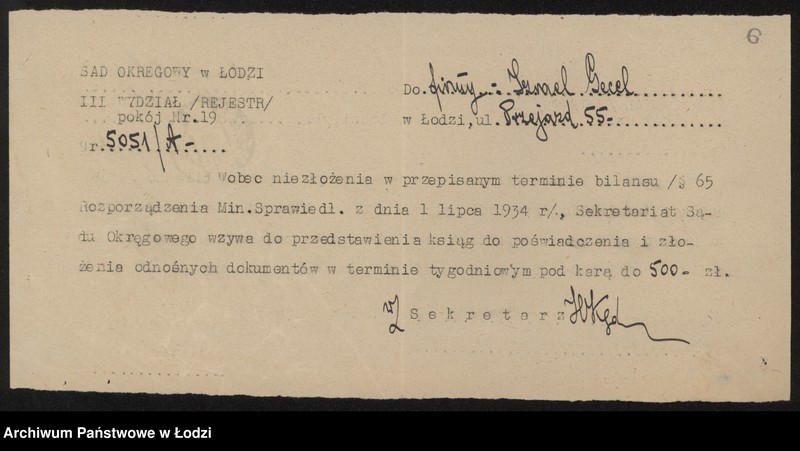 6
SĄD OKRĘGOWY w ŁODZI
Do firmy - Izrael Gecel
III WYDZIAŁ /REJESTR/
pokój Nr.19
w Łodzi, ul. Przejazd 55-
Nr. 5051/A-
Wobec niezłożenia w przepisanym terminie bilansu /§ 65
Rozporządzenia Min.Sprawiedl. z dnia 1 lipca 1934 r/., Sekretariat Są-
du Okręgowego wzywa do przedstawienia ksiąg do poświadczenia i zło-
żenia odnośnych dokumentów w terminie tygodniowym pod karą do 500- zł.
Sekretarz
Archiwum Państwowe w Łodzi